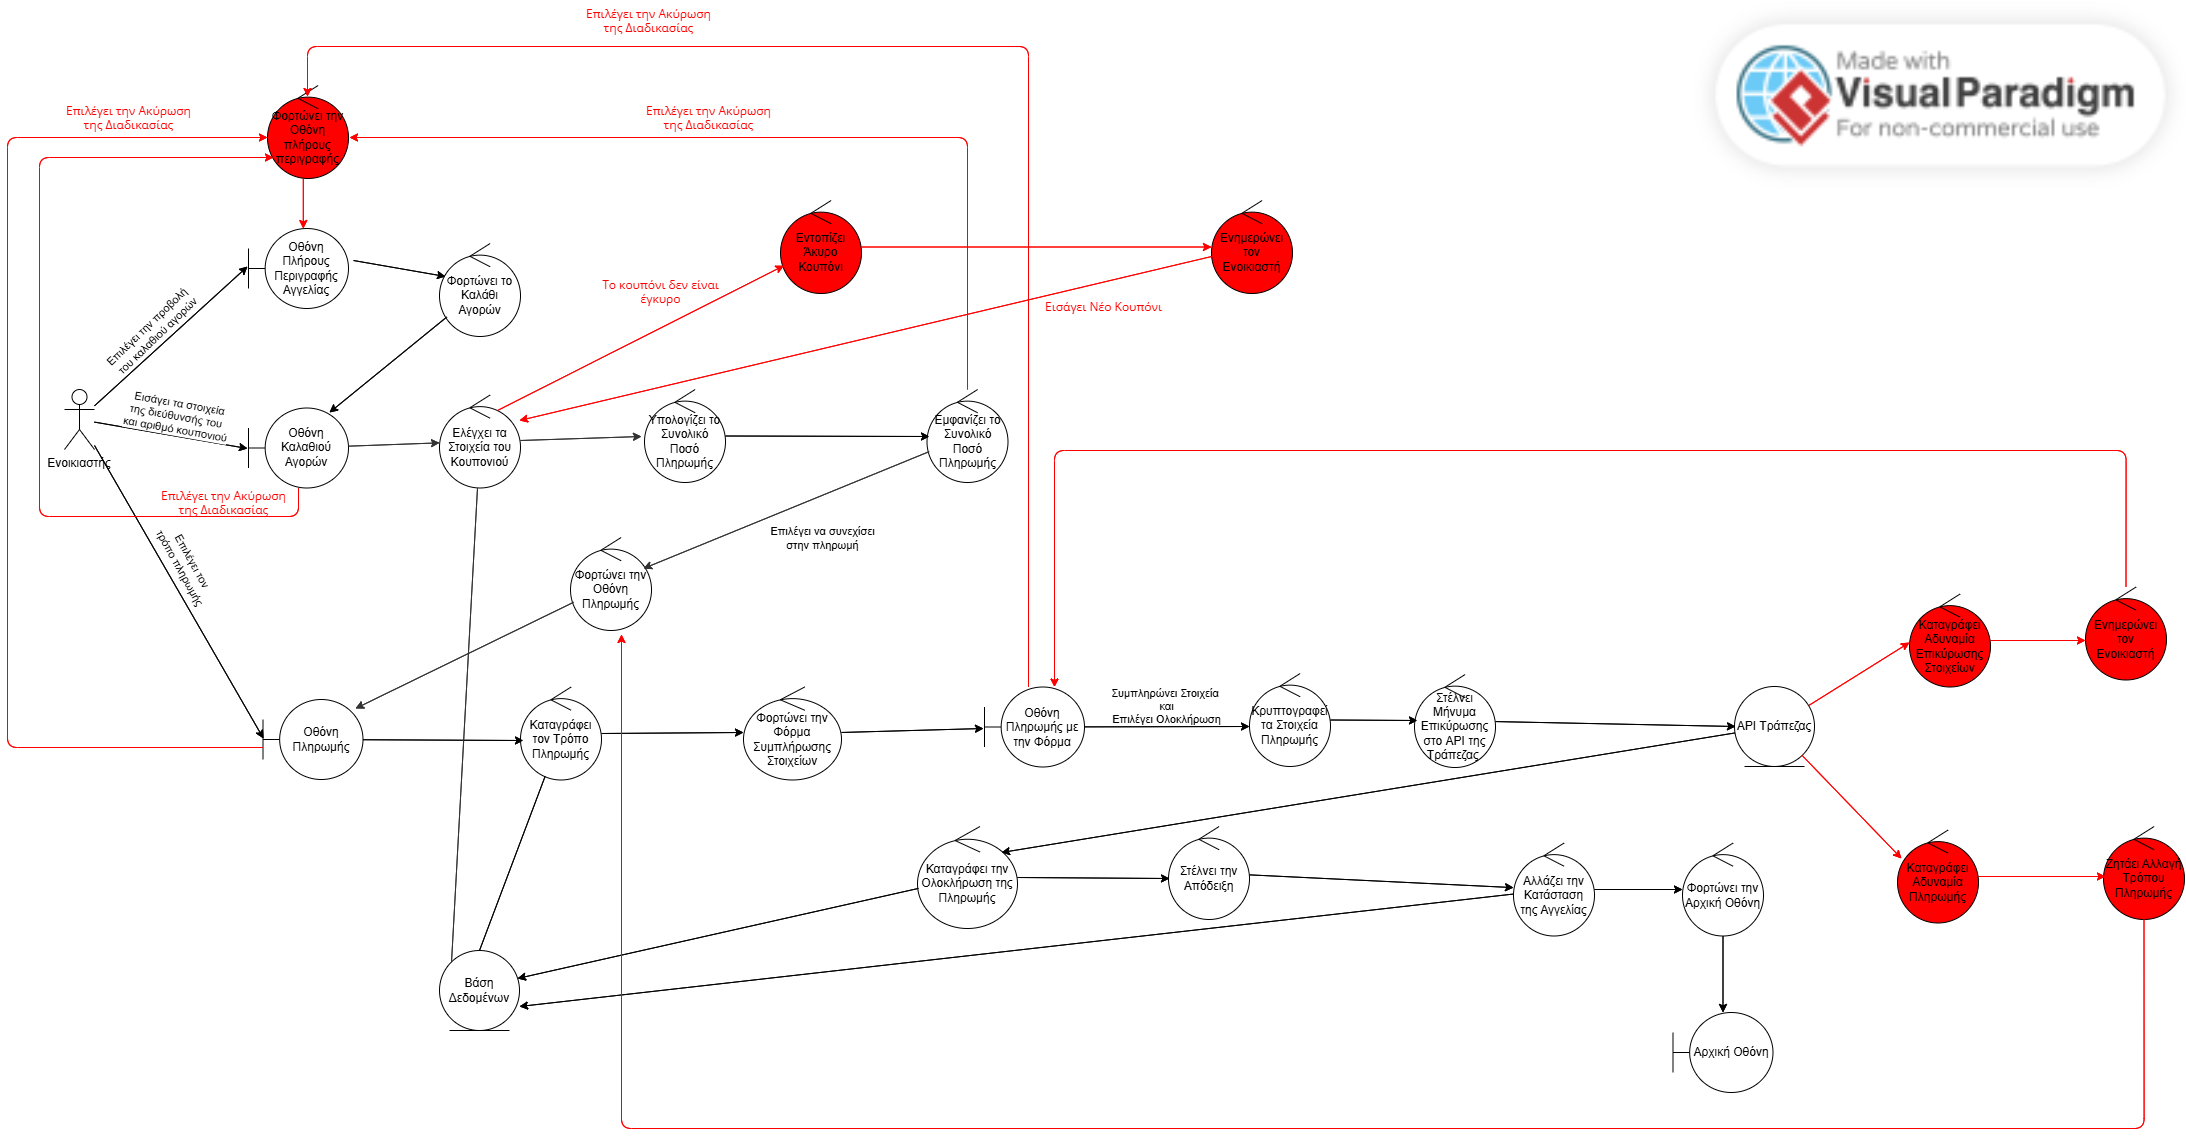 Επιλέγει την Ακύρωση
της Διαδικασίας
Made with
Visual Paradigm
For non-commercial use
Επιλέγει την Ακύρωση
της Διαδικασίας
Φορτώνει την
Οθόνη
πλήρους
περιγραφής
Επιλέγει την Ακύρωση
της Διαδικασίας
Οθόνη
Πλήρους
Περιγραφής
Αγγελίας
Φορτώνει το
Καλάθι
Αγορών
Εντοπίζει
Άκυρο
Κουπόνι
Ενημερώνει
τον
Ενοικιαστή
Το κουπόνι δεν είναι
έγκυρο
Εισάγει Νέο Κουπόνι
Επιλέγει την προβολή
του καλαθιού αγορών
Εισάγει τα στοιχεία
της διεύθυνσής του
και αριθμό κουπονιού
Ενοικιαστής
Οθόνη
Καλαθιού
Αγορών
Ελέγχει τα
Στοιχεία του
Κουπονιού
Υπολογίζει το
Συνολικό
Ποσό
Πληρωμής
Εμφανίζει το
Συνολικό
Ποσό
Πληρωμής
Επιλέγει την Ακύρωση
της Διαδικασίας
Επιλέγει τον
τρόπο πληρωμής
Επιλέγει να συνεχίσει
στην πληρωμή
Φορτώνει την
Οθόνη
Πληρωμής
Καταγράφει
Αδυναμία
Επικύρωσης
Στοιχείων
Ενημερώνει
τον
Ενοικιαστή
Οθόνη
Πληρωμής
Καταγράφει
τον Τρόπο
Πληρωμής
Φορτώνει την
Φόρμα
Συμπλήρωσης
Στοιχείων
Οθόνη
Πληρωμής με
την Φόρμα
Συμπληρώνει Στοιχεία
και
Επιλέγει Ολοκλήρωση
Κρυπτογραφεί
τα Στοιχεία
Πληρωμής
Στέλνει
Μήνυμα
Επικύρωσης
στο API της
Τράπεζας
API Τράπεζας
Καταγράφει την
Ολοκλήρωση της
Πληρωμής
Στέλνει την
Απόδειξη
Αλλάζει την
Κατάσταση
της Αγγελίας
Φορτώνει την
Αρχική Οθόνη
Καταγράφει
Αδυναμία
Πληρωμής
Ζητάει Αλλαγή
Τρόπου
Πληρωμής
Βάση
Δεδομένων
Αρχική Οθόνη